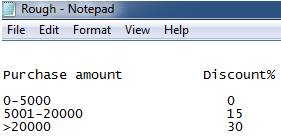 Rough - Notepad
File Edit Format View Help
Purchase amount Discount%
0-5000 0
5001-20000 15
>20000 30